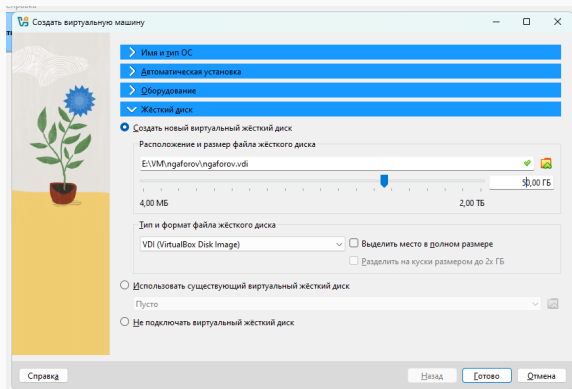 Создать виртуальную машину
Имя и тип ОС
Автоматическая установка
Оборудование
Жёсткий диск
Создать новый виртуальный жёсткий диск
Расположение и размер файла жёсткого диска
E:\VM\ngaforov\ngaforov.vdi
50,00 ГБ
4,00 МБ
2,00 ТБ
Тип и формат файла жёсткого диска
VDI (VirtualBox Disk Image)
Выделить место в полном размере
Разделить на куски размером до 2х ГБ
Использовать существующий виртуальный жёсткий диск
Пусто
Не подключать виртуальный жёсткий диск
Справка
Назад
Готово
Отмена